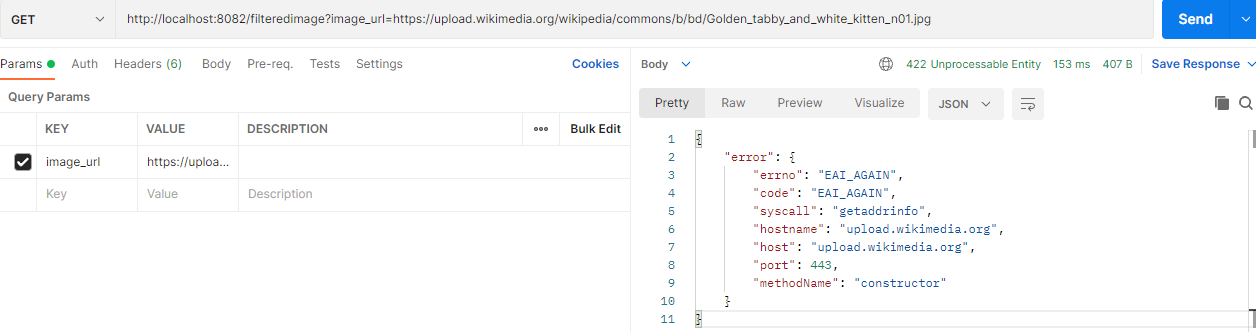 GET http://localhost:8082/filteredimage?image_url=https://upload.wikimedia.org/wikipedia/commons/b/bd/Golden_tabby_and_white_kitten_n01.jpg Send
Params Auth Headers (6) Body Pre-req. Tests Settings Cookies
Query Params
KEY VALUE DESCRIPTION ••• Bulk Edit
image_url https://uploa...
Key Value Description
Body 422 Unprocessable Entity 153 ms 407 B Save Response
Pretty Raw Preview Visualize JSON
1 {
2 "error": {
3 "errno": "EAI_AGAIN",
4 "code": "EAI_AGAIN",
5 "syscall": "getaddrinfo",
6 "hostname": "upload.wikimedia.org",
7 "host": "upload.wikimedia.org",
8 "port": 443,
9 "methodName": "constructor"
10 }
11 }